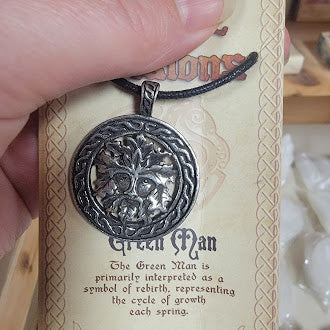 Green Man
The Green Man is
primarily interpreted as a
symbol of rebirth, representing
the cycle of growth
each spring.